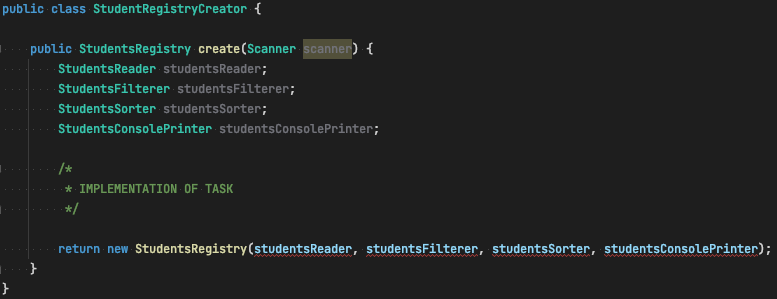 public class StudentRegistryCreator {
public StudentsRegistry create(Scanner scanner) {
StudentsReader studentsReader;
StudentsFilterer studentsFilterer;
StudentsSorter studentsSorter;
StudentsConsolePrinter studentsConsolePrinter;
/*
* IMPLEMENTATION OF TASK
*/
return new StudentsRegistry(studentsReader, studentsFilterer, studentsSorter, studentsConsolePrinter);
}
}